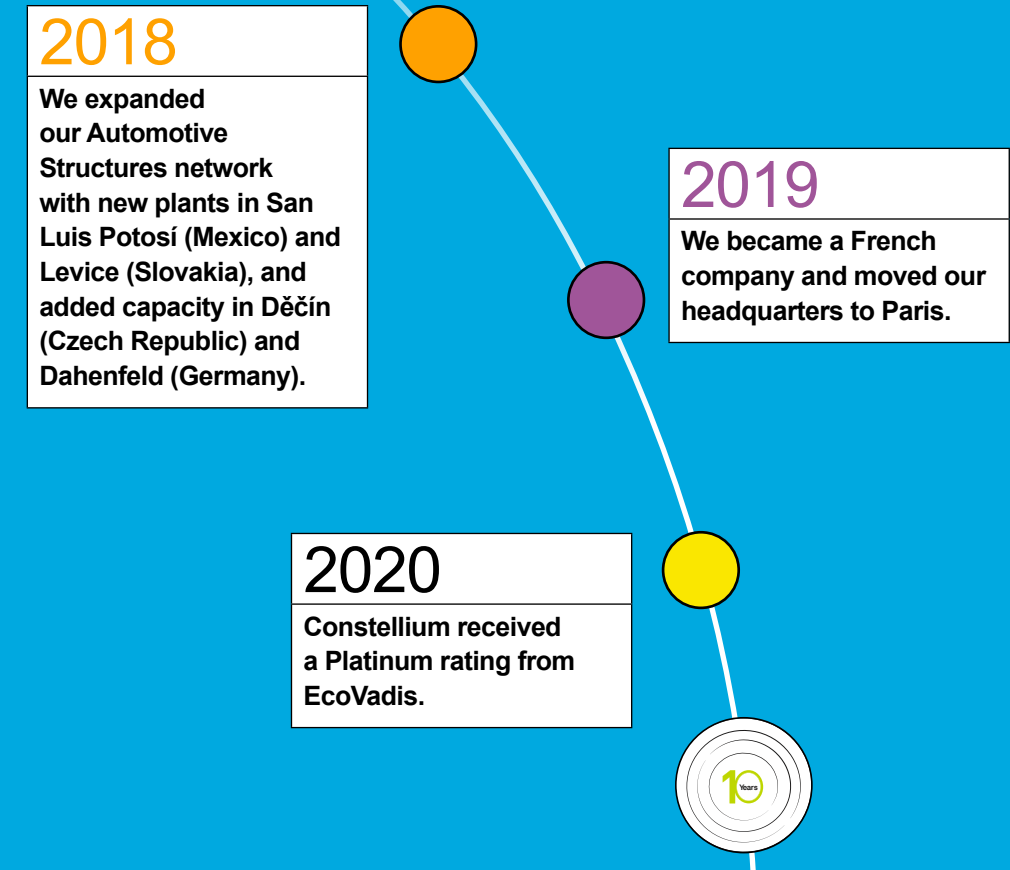 2018
We expanded
our Automotive
Structures network
with new plants in San
Luis Potosí (Mexico) and
Levice (Slovakia), and
added capacity in Děčín
(Czech Republic) and
Dahenfeld (Germany).
2019
We became a French
company and moved our
headquarters to Paris.
2020
Constellium received
a Platinum rating from
EcoVadis.
10
Years